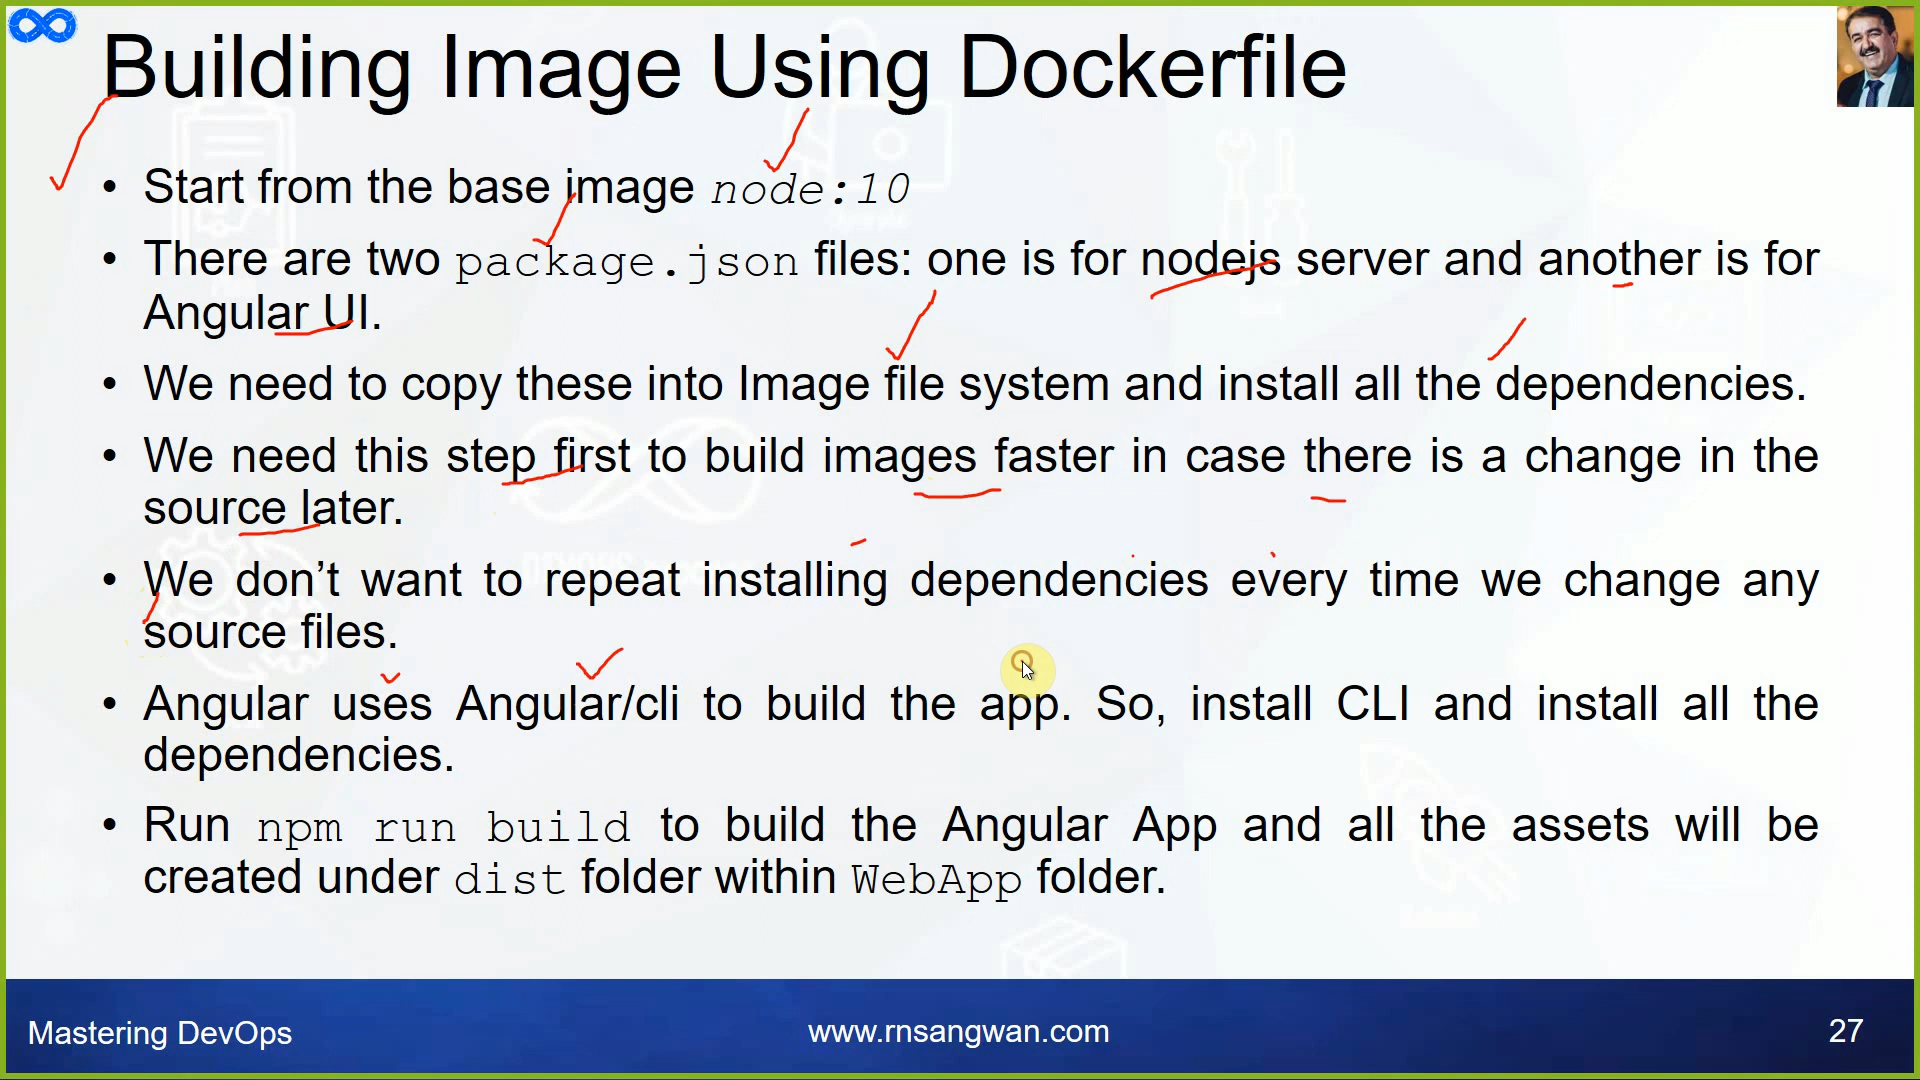 Building Image Using Dockerfile
• Start from the base image node:10
• There are two package.json files: one is for nodejs server and another is for
Angular UI.
• We need to copy these into Image file system and install all the dependencies.
• We need this step first to build images faster in case there is a change in the
source later.
• We don’t want to repeat installing dependencies every time we change any
source files.
• Angular uses Angular/cli to build the app. So, install CLI and install all the
dependencies.
• Run npm run build to build the Angular App and all the assets will be
created under dist folder within WebApp folder.
Mastering DevOps
www.rnsangwan.com
27